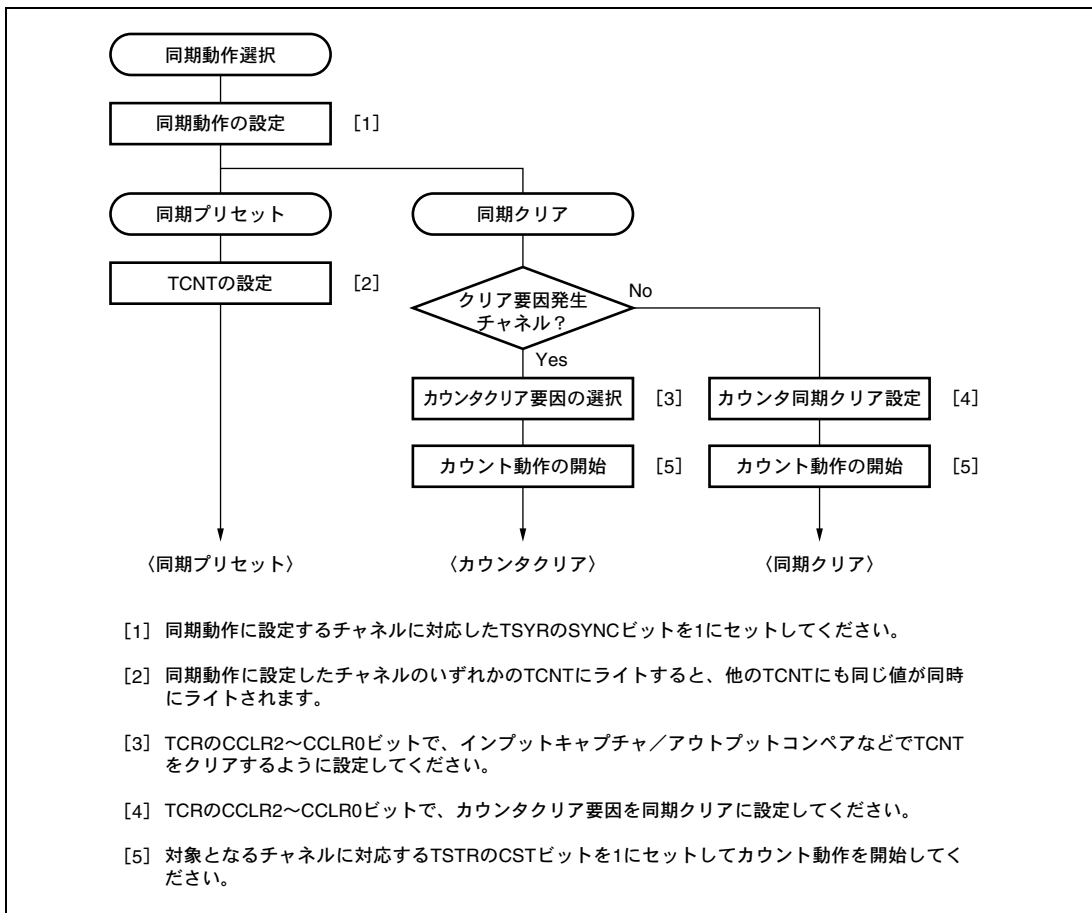 同期動作選択
同期動作の設定 [1]
同期プリセット 同期クリア
TCNTの設定 [2]
クリア要因発生
チャネル？
No
Yes
カウンタクリア要因の選択 [3] カウンタ同期クリア設定 [4]
カウント動作の開始 [5] カウント動作の開始 [5]
〈同期プリセット〉 〈カウンタクリア〉 〈同期クリア〉
[1] 同期動作に設定するチャネルに対応したTSYRのSYNCビットを1にセットしてください。
[2] 同期動作に設定したチャネルのいずれかのTCNTにライトすると、他のTCNTにも同じ値が同時
にライトされます。
[3] TCRのCCLR2～CCLR0ビットで、インプットキャプチャ／アウトプットコンペアなどでTCNT
をクリアするように設定してください。
[4] TCRのCCLR2～CCLR0ビットで、カウンタクリア要因を同期クリアに設定してください。
[5] 対象となるチャネルに対応するTSTRのCSTビットを1にセットしてカウント動作を開始してく
ださい。